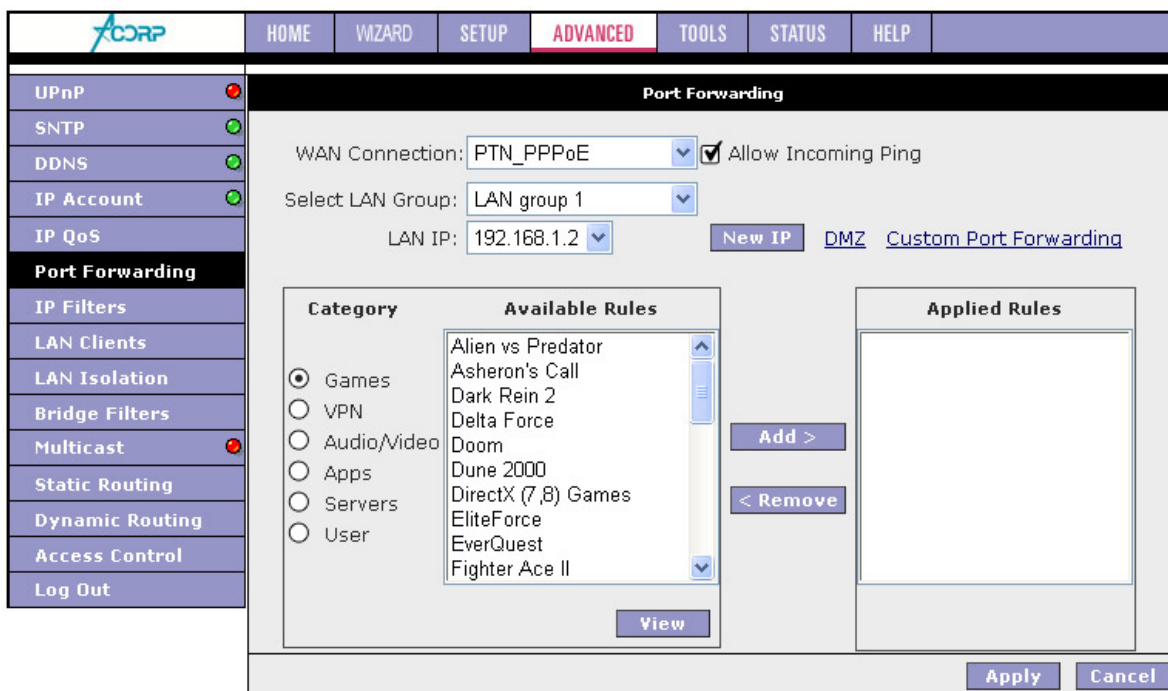 ACORP HOME WIZARD SETUP ADVANCED TOOLS STATUS HELP
UPnP
SNTP
DDNS
IP Account
IP QoS
Port Forwarding
IP Filters
LAN Clients
LAN Isolation
Bridge Filters
Multicast
Static Routing
Dynamic Routing
Access Control
Log Out
Port Forwarding
WAN Connection: PTN_PPPoE Allow Incoming Ping
Select LAN Group: LAN group 1
LAN IP: 192.168.1.2 New IP DMZ Custom Port Forwarding
Category
Games
VPN
Audio/Video
Apps
Servers
User
Available Rules
Alien vs Predator
Asheron's Call
Dark Rein 2
Delta Force
Doom
Dune 2000
DirectX (7,8) Games
EliteForce
EverQuest
Fighter Ace II
View
Add >
< Remove
Applied Rules
Apply Cancel